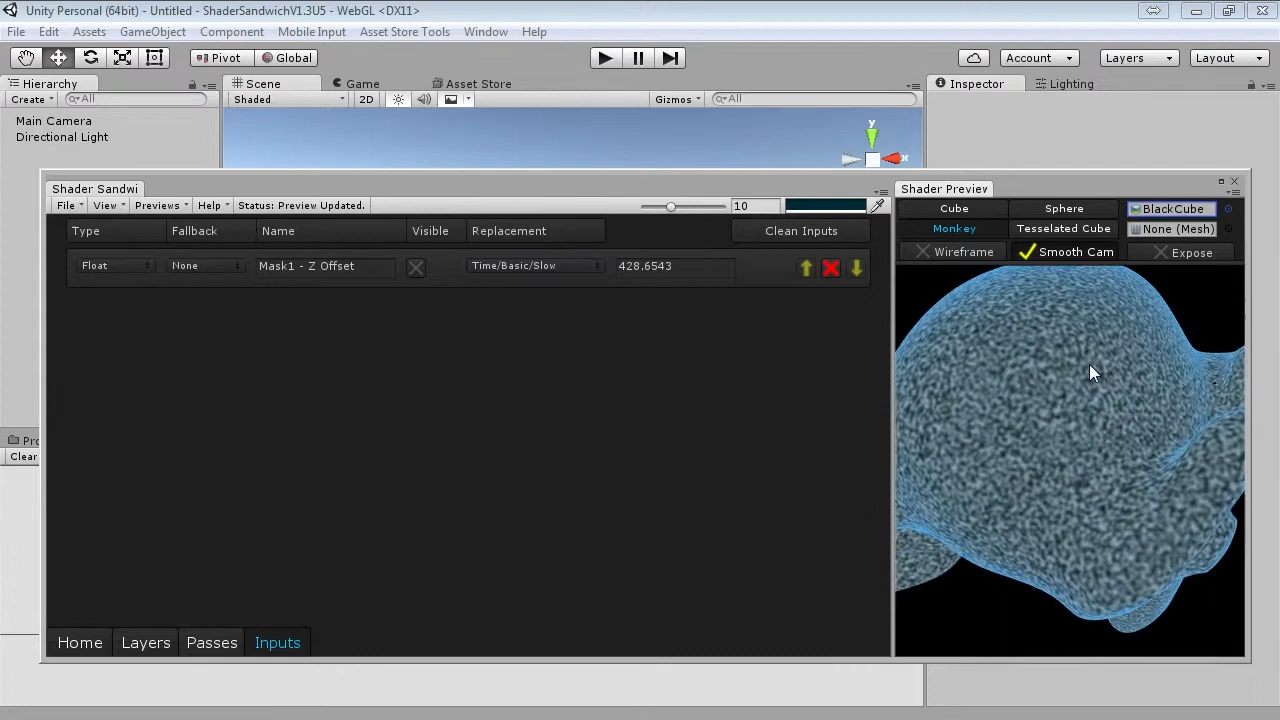 Unity Personal (64bit) - Untitled - ShaderSandwichV1.3U5 - WebGL <DX11>
File Edit Assets GameObject Component Mobile Input Asset Store Tools Window Help
Pivot Global Account Layers Layout
Hierarchy Scene Game Asset Store Inspector Lighting
Create All Shaded 2D Gizmos All
Main Camera
Directional Light
y
x
Shader Sandwi Shader Preview
File View Previews Help Status: Preview Updated. 10 Cube Sphere BlackCube
Type Fallback Name Visible Replacement Clean Inputs Monkey Tesselated Cube None (Mesh)
Wireframe Smooth Cam Expose
Float None Mask1 - Z Offset Time/Basic/Slow 428.6543
Pro
Clear
Home Layers Passes Inputs